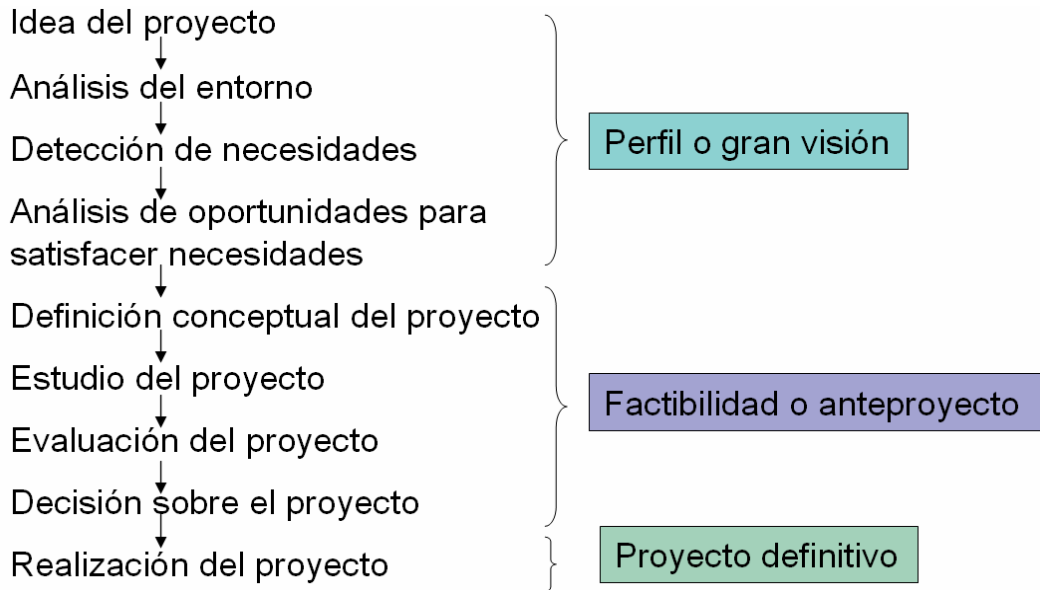 Idea del proyecto
Análisis del entorno
Detección de necesidades
Análisis de oportunidades para
satisfacer necesidades
Perfil o gran visión
Definición conceptual del proyecto
Estudio del proyecto
Evaluación del proyecto
Decisión sobre el proyecto
Factibilidad o anteproyecto
Realización del proyecto
Proyecto definitivo